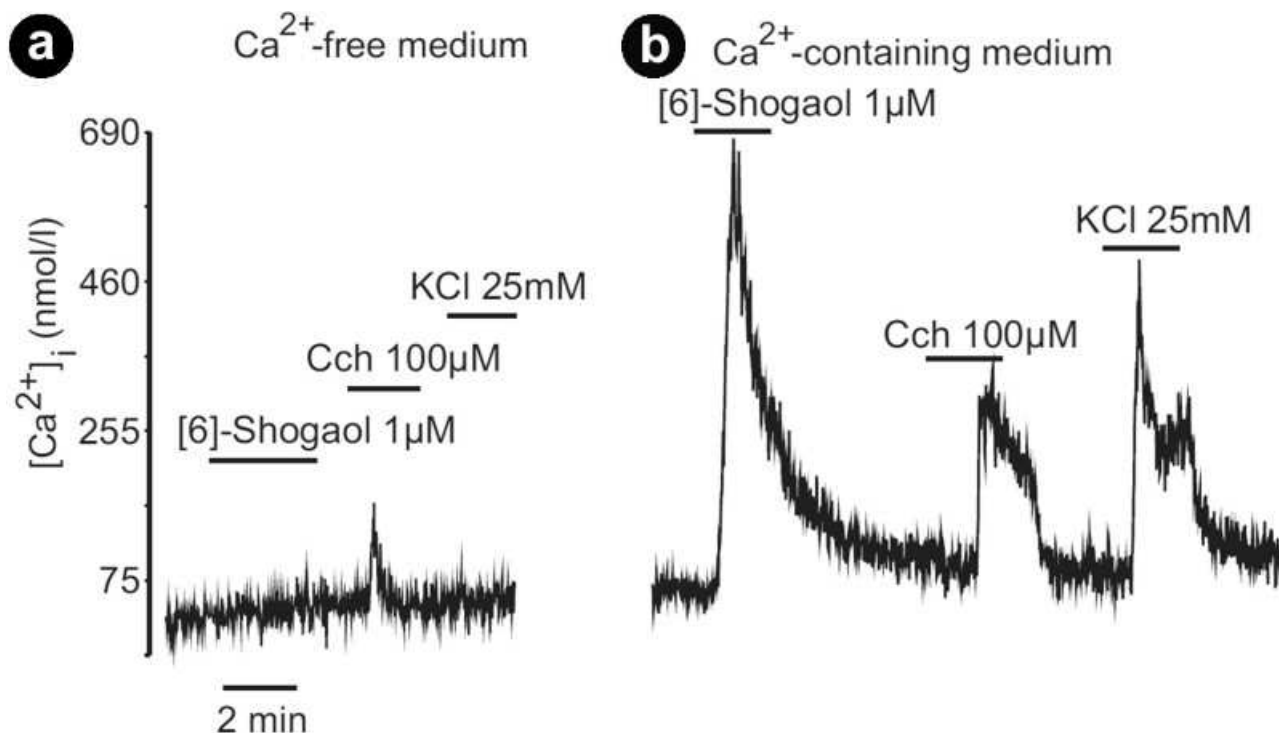 a
Ca²⁺-free medium
690
460
255
75
[Ca²⁺]ᵢ (nmol/l)
KCl 25mM
Cch 100µM
[6]-Shogaol 1µM
2 min
b
Ca²⁺-containing medium
[6]-Shogaol 1µM
KCl 25mM
Cch 100µM